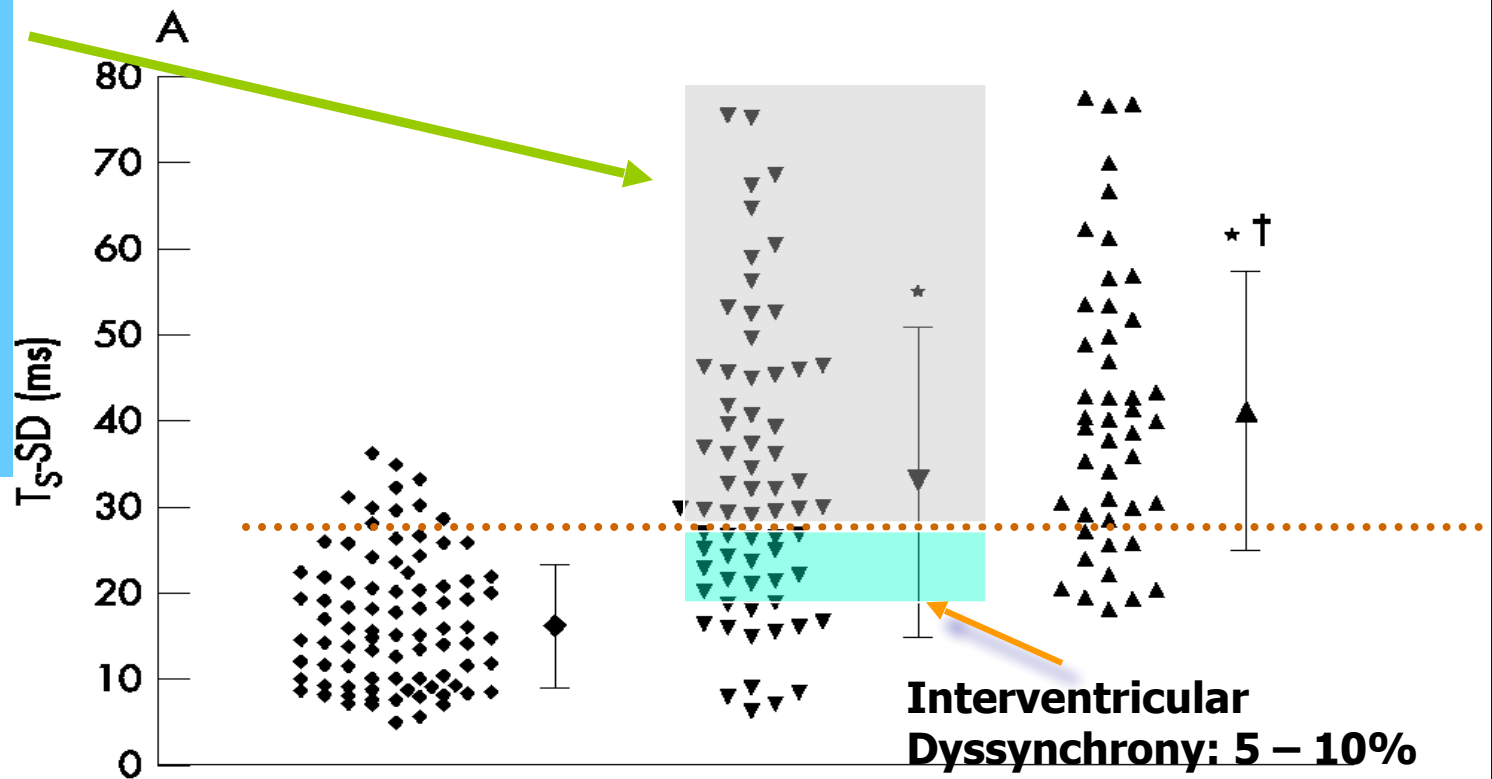 A
80
70
60
50
40
30
20
10
0
TS-SD (ms)
*
* †
Interventricular
Dyssynchrony: 5 – 10%